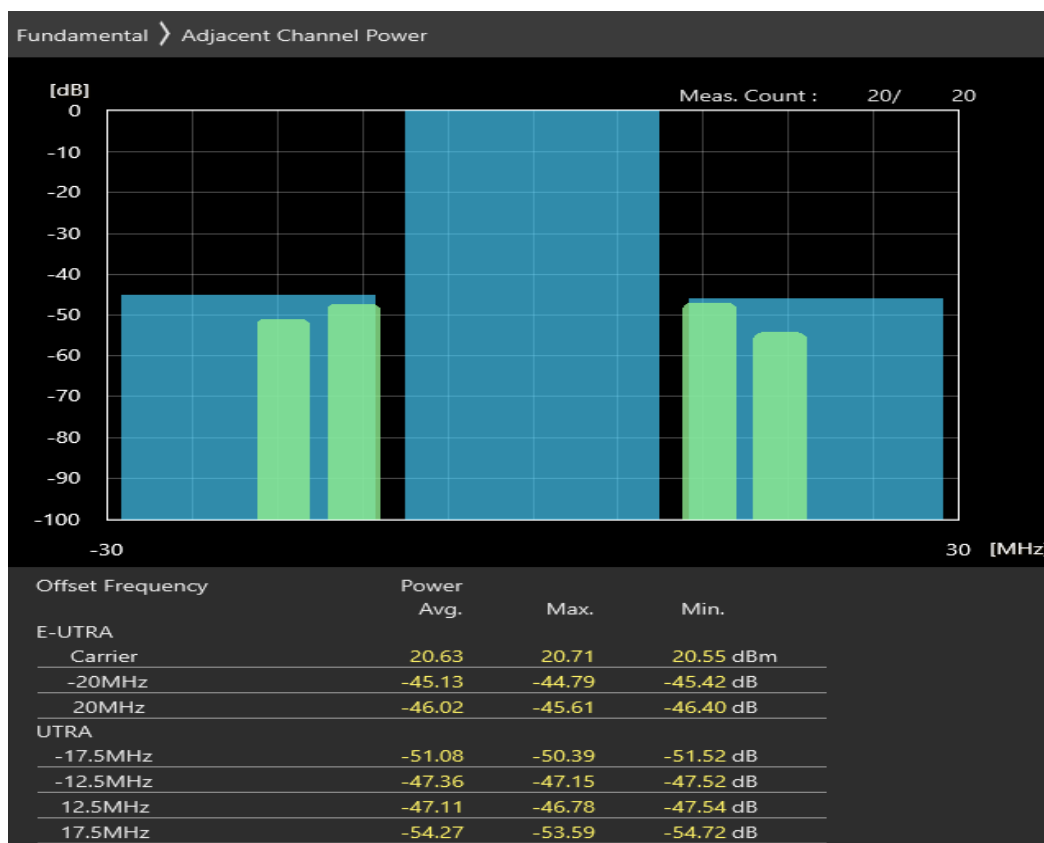 Fundamental 〉 Adjacent Channel Power
[dB]
Meas. Count : 20/ 20
0
-10
-20
-30
-40
-50
-60
-70
-80
-90
-100
-30 30 [MHz
Offset Frequency Power
Avg. Max. Min.
E-UTRA
Carrier 20.63 20.71 20.55 dBm
-20MHz -45.13 -44.79 -45.42 dB
20MHz -46.02 -45.61 -46.40 dB
UTRA
-17.5MHz -51.08 -50.39 -51.52 dB
-12.5MHz -47.36 -47.15 -47.52 dB
12.5MHz -47.11 -46.78 -47.54 dB
17.5MHz -54.27 -53.59 -54.72 dB